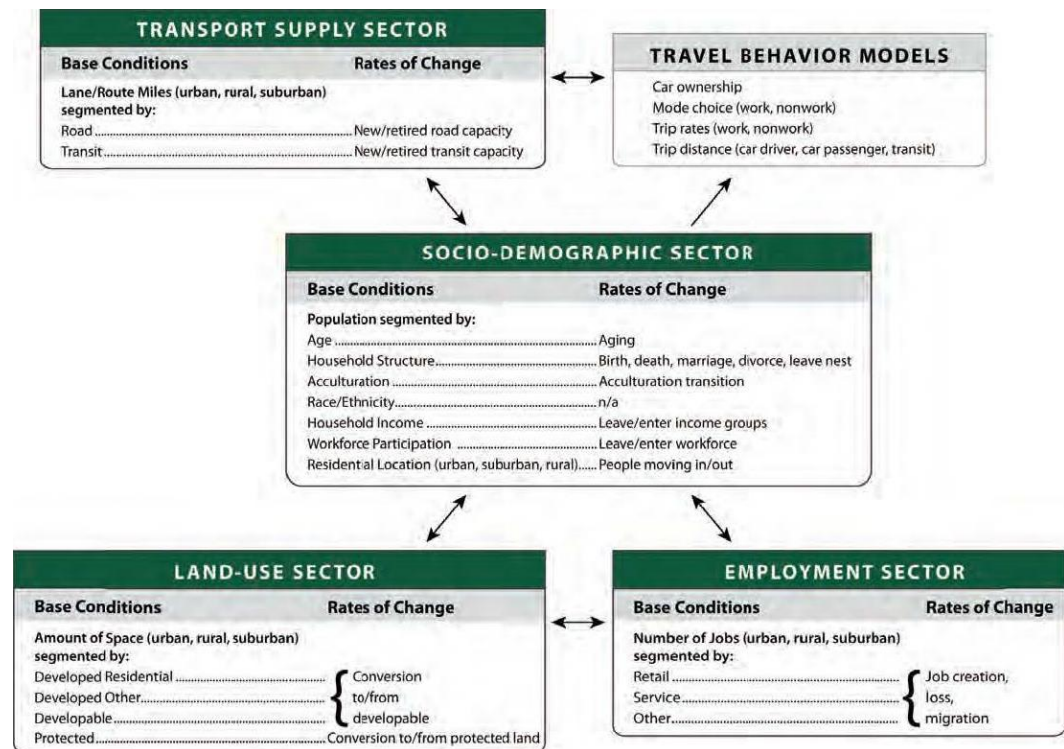 TRANSPORT SUPPLY SECTOR
Base Conditions Rates of Change
Lane/Route Miles (urban, rural, suburban)
segmented by:
Road ........ New/retired road capacity
Transit ........ New/retired transit capacity
TRAVEL BEHAVIOR MODELS
Car ownership
Mode choice (work, nonwork)
Trip rates (work, nonwork)
Trip distance (car driver, car passenger, transit)
SOCIO-DEMOGRAPHIC SECTOR
Base Conditions Rates of Change
Population segmented by:
Age ........ Aging
Household Structure ........ Birth, death, marriage, divorce, leave nest
Acculturation ........ Acculturation transition
Race/Ethnicity ........ n/a
Household Income ........ Leave/enter income groups
Workforce Participation ........ Leave/enter workforce
Residential Location (urban, suburban, rural) ...... People moving in/out
LAND-USE SECTOR
Base Conditions Rates of Change
Amount of Space (urban, rural, suburban)
segmented by:
Developed Residential ........ { Conversion
Developed Other ........ to/from
Developable ........ developable
Protected ........ Conversion to/from protected land
EMPLOYMENT SECTOR
Base Conditions Rates of Change
Number of Jobs (urban, rural, suburban)
segmented by:
Retail ........ { Job creation,
Service ........ loss,
Other ........ migration